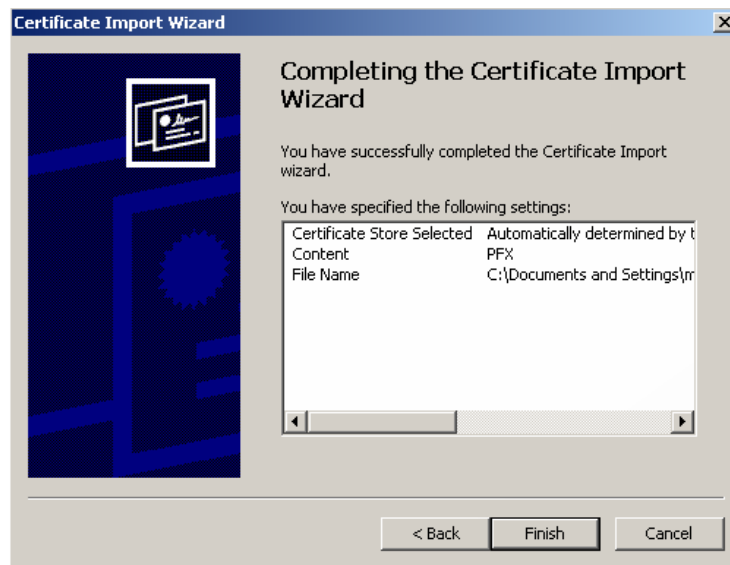 Certificate Import Wizard
Completing the Certificate Import
Wizard
You have successfully completed the Certificate Import
wizard.
You have specified the following settings:
Certificate Store Selected Automatically determined by t
Content PFX
File Name C:\Documents and Settings\m
< Back Finish Cancel